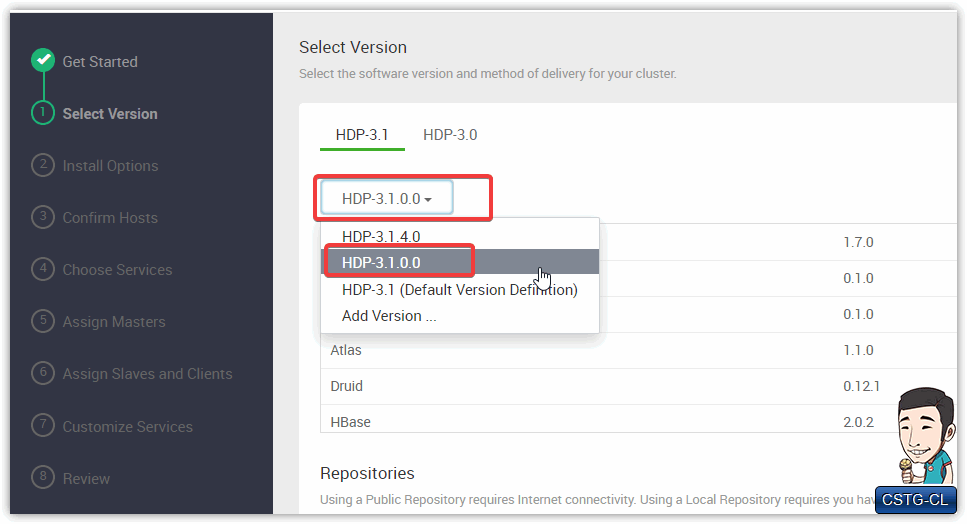 Get Started
1 Select Version
2 Install Options
3 Confirm Hosts
4 Choose Services
5 Assign Masters
6 Assign Slaves and Clients
7 Customize Services
8 Review
Select Version
Select the software version and method of delivery for your cluster.
HDP-3.1 HDP-3.0
HDP-3.1.0.0
HDP-3.1.4.0
HDP-3.1.0.0
HDP-3.1 (Default Version Definition)
Add Version ...
1.7.0
0.1.0
0.1.0
Atlas 1.1.0
Druid 0.12.1
HBase 2.0.2
Repositories
Using a Public Repository requires Internet connectivity. Using a Local Repository requires you
CSTG-CL